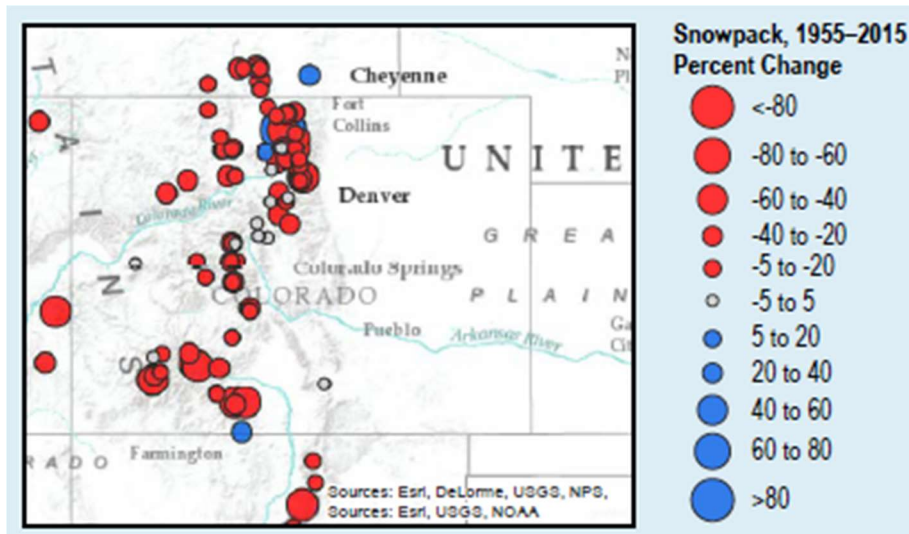 Snowpack, 1955–2015
Percent Change
<-80
-80 to -60
-60 to -40
-40 to -20
-5 to -20
-5 to 5
5 to 20
20 to 40
40 to 60
60 to 80
>80
Cheyenne
N
Pl
Fort
Collins
T A I N S
UNITE
Denver
Colorado River
GREA
Colorado Springs
COLORADO
PLAIN
Pueblo
Arkansas River
Ga
Cit
Farmington
RADO
Sources: Esri, DeLorme, USGS, NPS,
Sources: Esri, USGS, NOAA